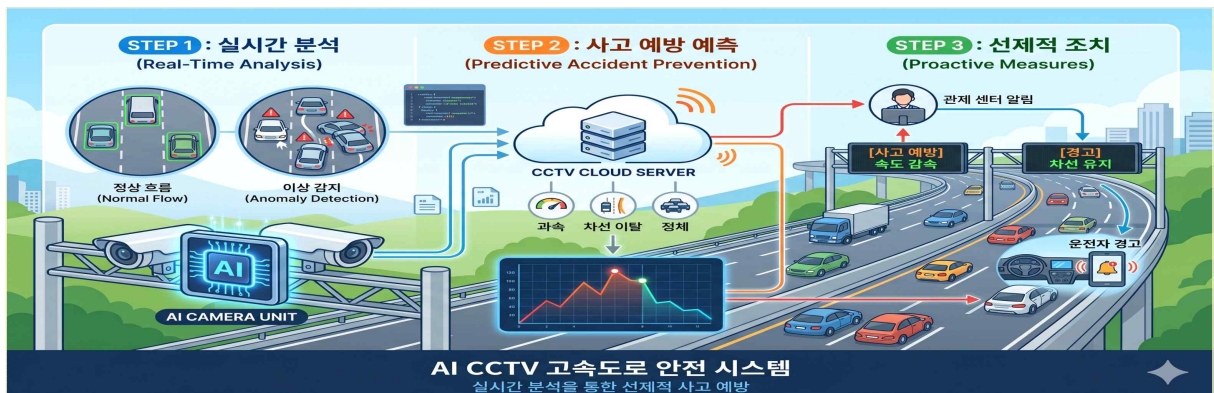 STEP 1 : 실시간 분석
(Real-Time Analysis)
정상 흐름
(Normal Flow)
이상 감지
(Anomaly Detection)
AI
AI CAMERA UNIT
STEP 2 : 사고 예방 예측
(Predictive Accident Prevention)
CCTV CLOUD SERVER
과속
차선 이탈
정체
STEP 3 : 선제적 조치
(Proactive Measures)
관제 센터 알림
[사고 예방]
속도 감속
[경고]
차선 유지
운전자 경고
AI CCTV 고속도로 안전 시스템
실시간 분석을 통한 선제적 사고 예방